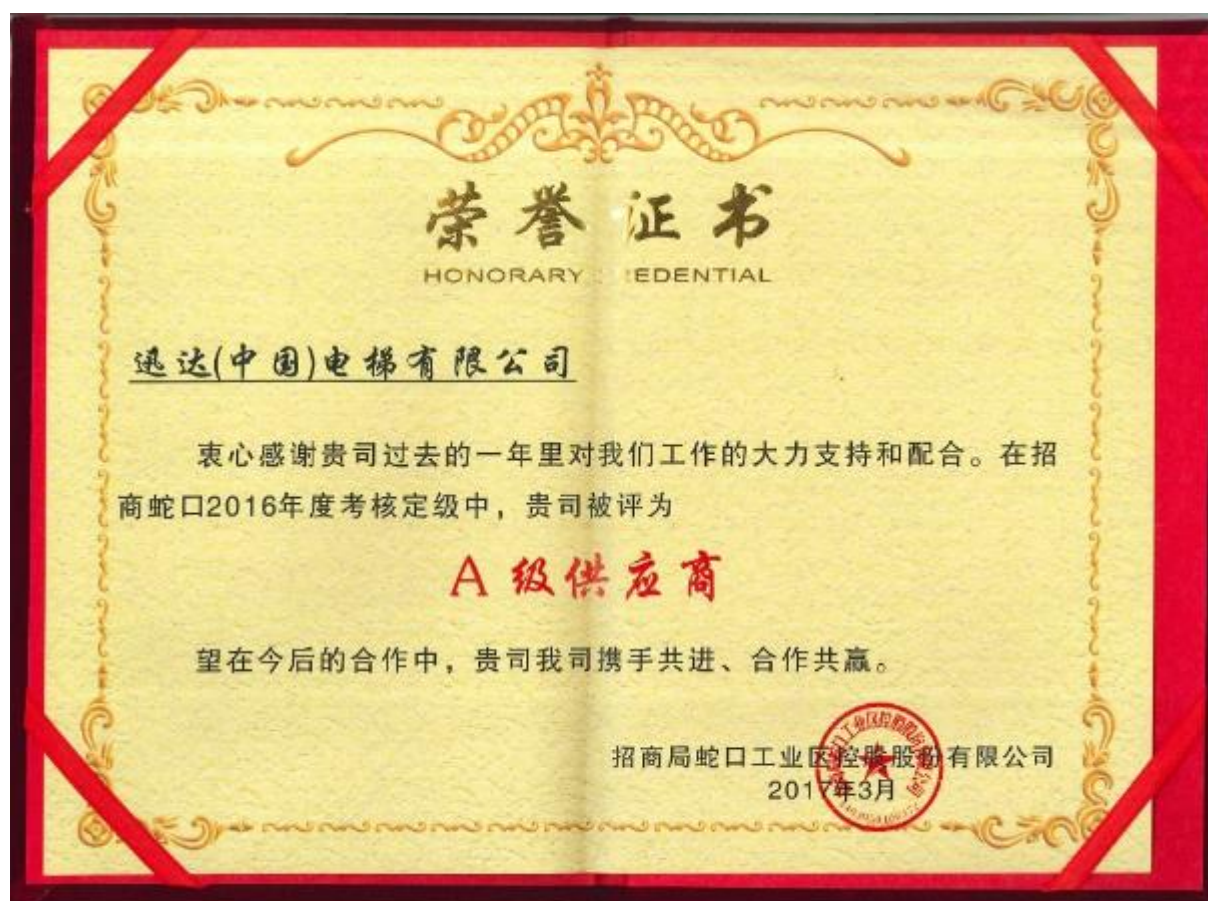 荣誉证书
HONORARY EDENTIAL
迅达(中国)电梯有限公司
衷心感谢贵司过去的一年里对我们工作的大力支持和配合。在招
商蛇口2016年度考核定级中，贵司被评为
A级供应商
望在今后的合作中，贵司我司携手共进、合作共赢。
招商局蛇口工业区控股股份有限公司
2017年3月